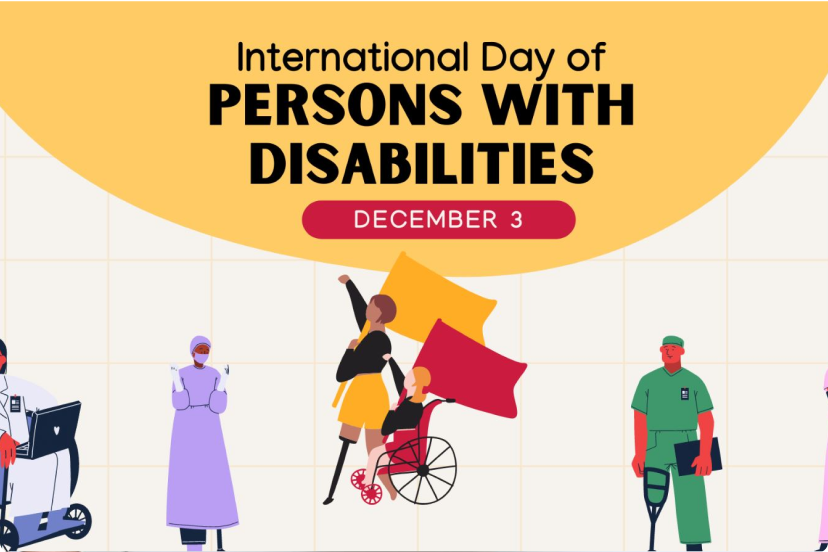 International Day of
PERSONS WITH
DISABILITIES
DECEMBER 3